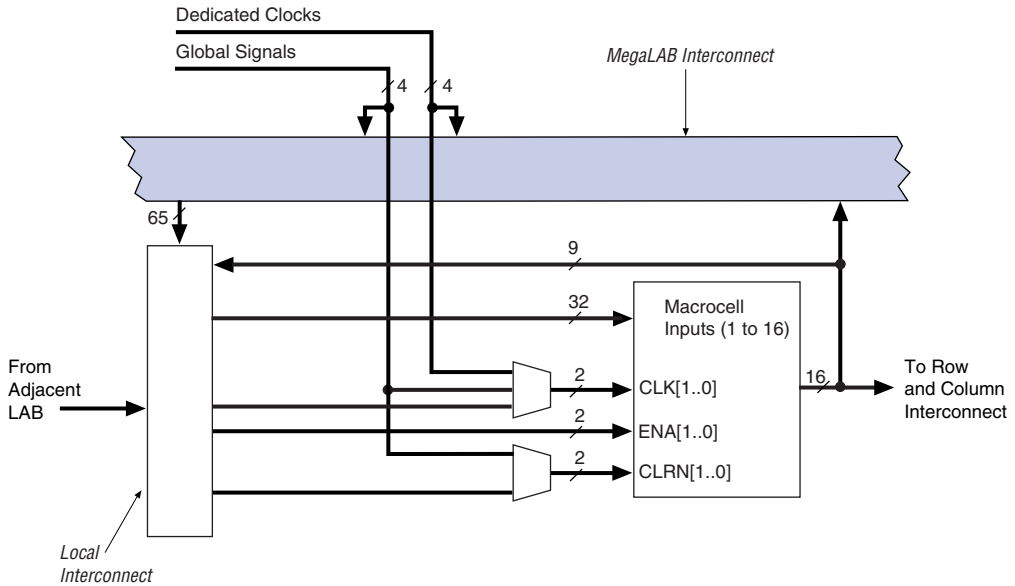 Dedicated Clocks
Global Signals
MegaLAB Interconnect
4
4
65
9
32
Macrocell
Inputs (1 to 16)
From
Adjacent
LAB
2
CLK[1..0]
16
To Row
and Column
Interconnect
2
ENA[1..0]
2
CLRN[1..0]
Local
Interconnect